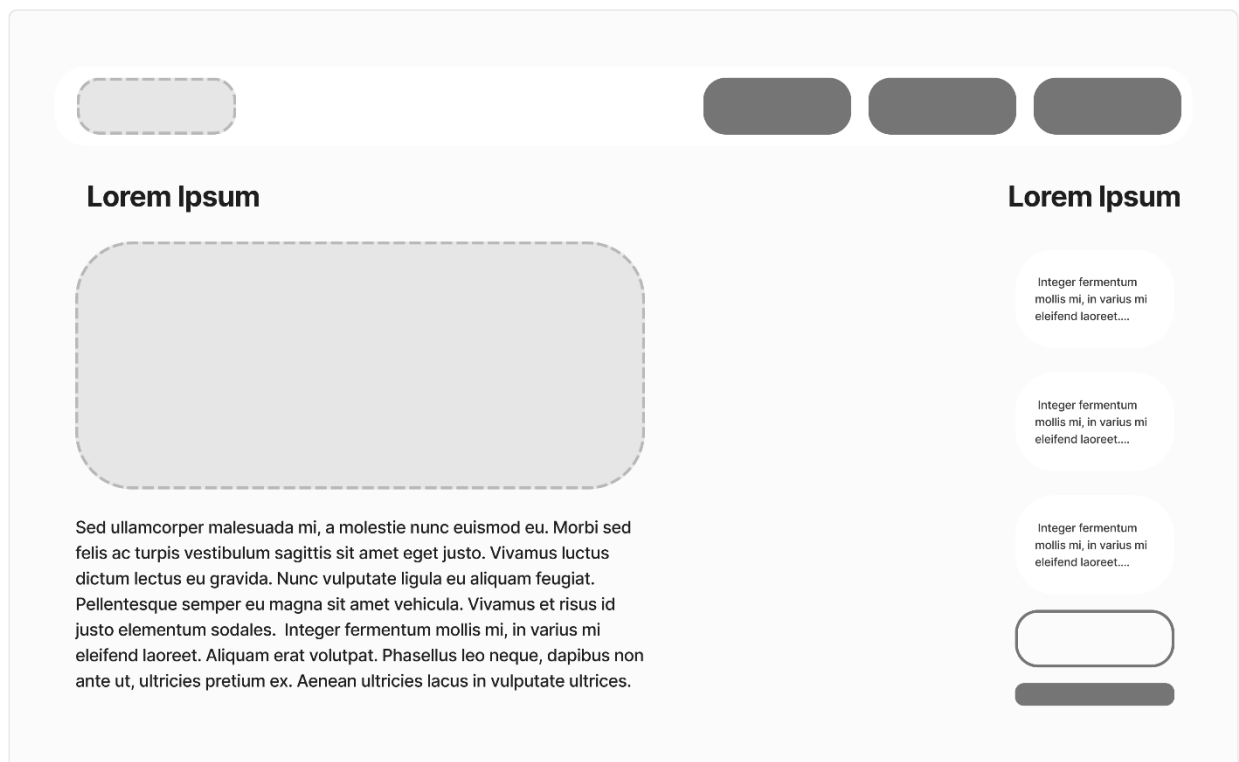 Lorem Ipsum
Sed ullamcorper malesuada mi, a molestie nunc euismod eu. Morbi sed
felis ac turpis vestibulum sagittis sit amet eget justo. Vivamus luctus
dictum lectus eu gravida. Nunc vulputate ligula eu aliquam feugiat.
Pellentesque semper eu magna sit amet vehicula. Vivamus et risus id
justo elementum sodales.  Integer fermentum mollis mi, in varius mi
eleifend laoreet. Aliquam erat volutpat. Phasellus leo neque, dapibus non
ante ut, ultricies pretium ex. Aenean ultricies lacus in vulputate ultrices.
Lorem Ipsum
Integer fermentum
mollis mi, in varius mi
eleifend laoreet....
Integer fermentum
mollis mi, in varius mi
eleifend laoreet....
Integer fermentum
mollis mi, in varius mi
eleifend laoreet....